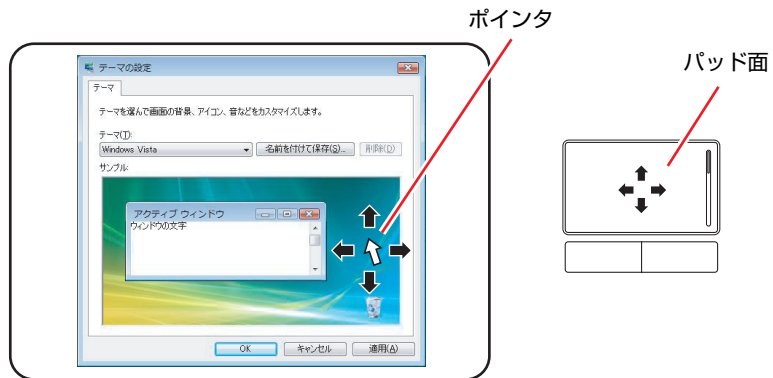 ポインタ
パッド面
テーマの設定
テーマ
テーマを選んで画面の背景、アイコン、音などをカスタマイズします。
テーマ(T):
Windows Vista
名前を付けて保存(S)...
削除(D)
サンプル:
アクティブ ウィンドウ
ウィンドウの文字
OK
キャンセル
適用(A)